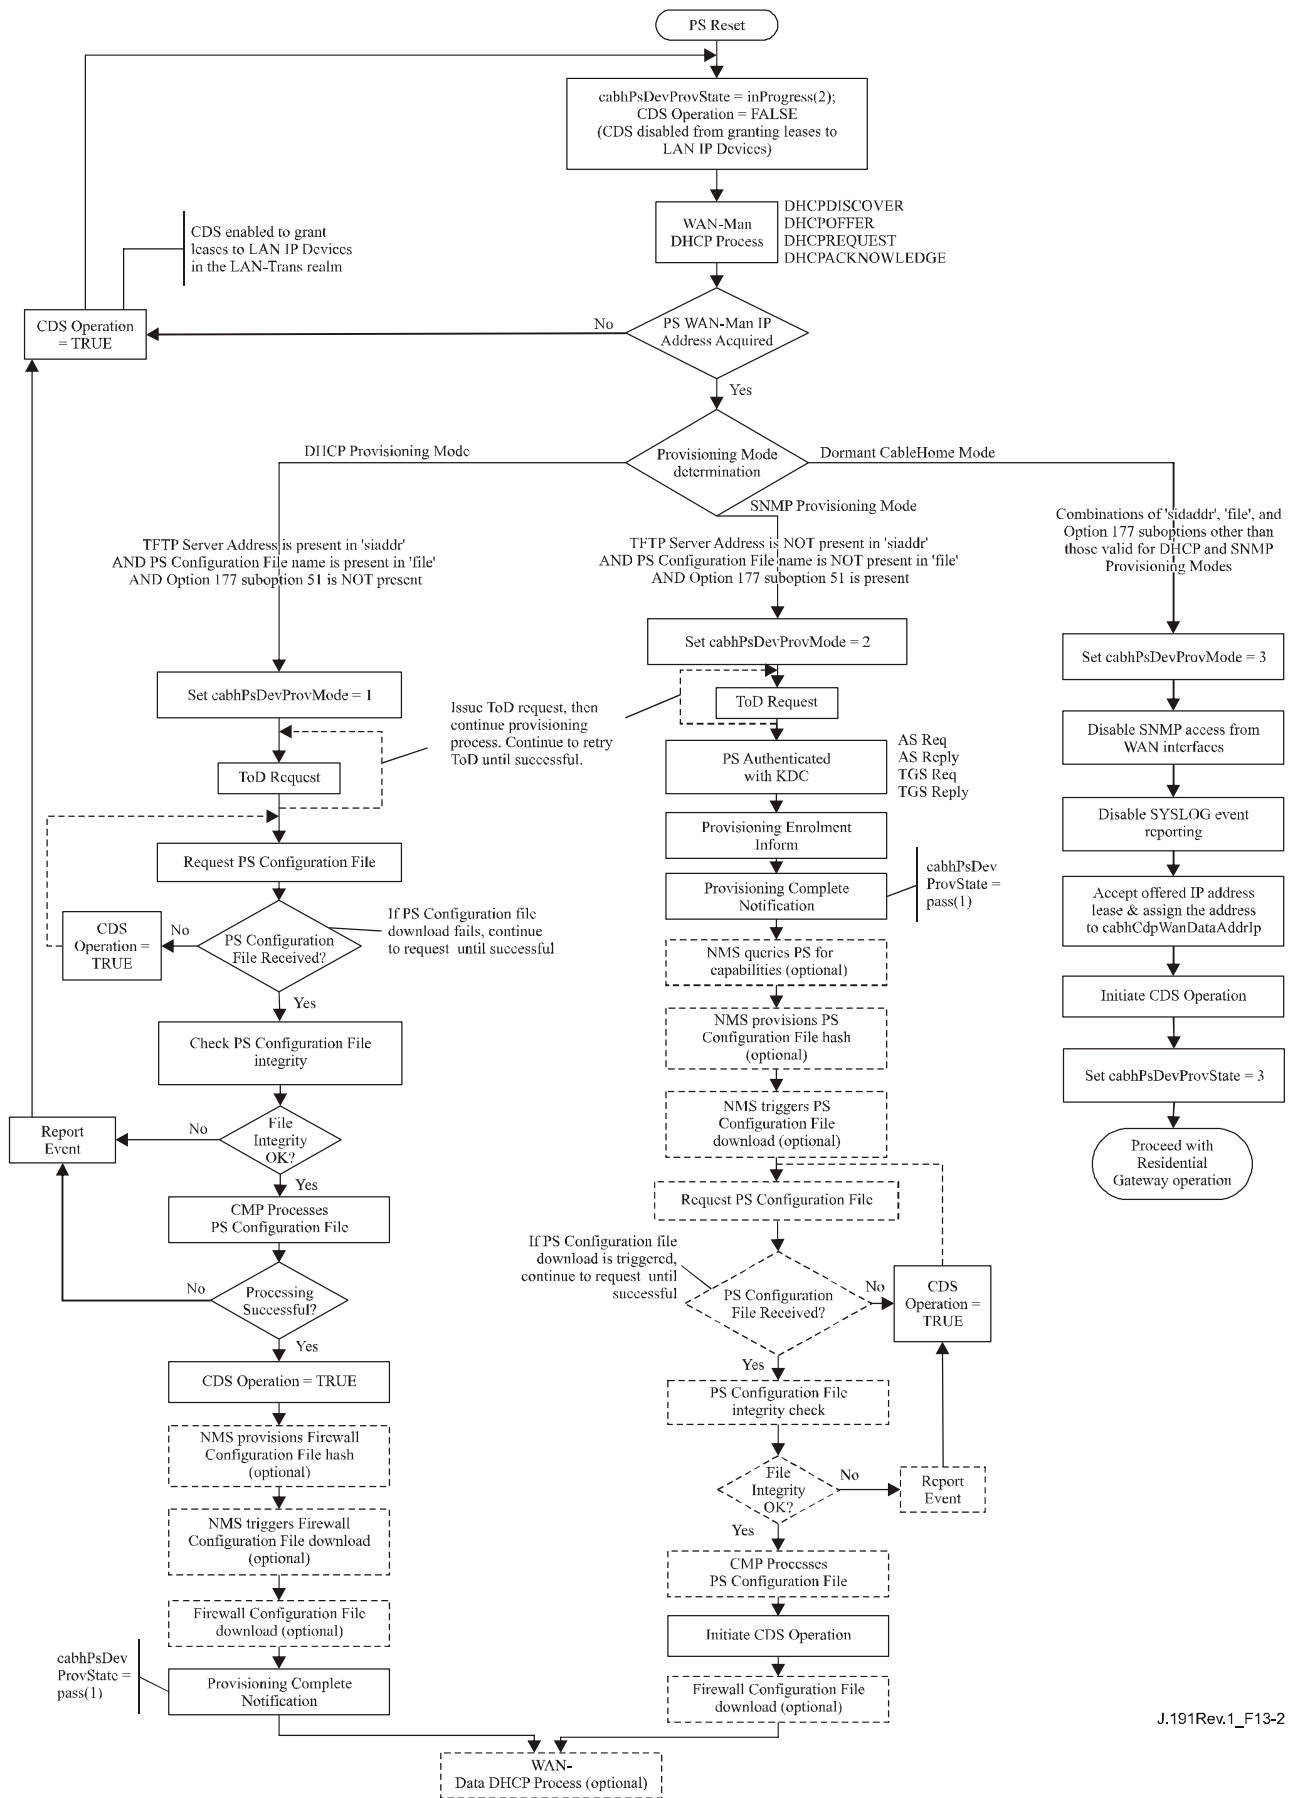 PS Reset
cabhPsDevProvState = inProgress(2);
CDS Operation = FALSE
(CDS disabled from granting leases to
LAN IP Devices)
WAN-Man
DHCP Process
DHCPDISCOVER
DHCPOFFER
DHCPREQUEST
DHCPACKNOWLEDGE
CDS enabled to grant
leases to LAN IP Devices
in the LAN-Trans realm
CDS Operation
= TRUE
No
PS WAN-Man IP
Address Acquired
Yes
DHCP Provisioning Mode
Provisioning Mode
determination
Dormant CableHome Mode
SNMP Provisioning Mode
TFTP Server Address is present in 'siaddr'
AND PS Configuration File name is present in 'file'
AND Option 177 suboption 51 is NOT present
TFTP Server Address is NOT present in 'siaddr'
AND PS Configuration File name is NOT present in 'file'
AND Option 177 suboption 51 is present
Combinations of 'sidaddr', 'file', and
Option 177 suboptions other than
those valid for DHCP and SNMP
Provisioning Modes
Set cabhPsDevProvMode = 1
ToD Request
Issue ToD request, then
continue provisioning
process. Continue to retry
ToD until successful.
Request PS Configuration File
CDS
Operation =
TRUE
No
PS Configuration
File Received?
If PS Configuration file
download fails, continue
to request until successful
Yes
Check PS Configuration File
integrity
Report
Event
No
File
Integrity
OK?
Yes
CMP Processes
PS Configuration File
No
Processing
Successful?
Yes
CDS Operation = TRUE
NMS provisions Firewall
Configuration File hash
(optional)
NMS triggers Firewall
Configuration File download
(optional)
Firewall Configuration File
download (optional)
cabhPsDev
ProvState =
pass(1)
Provisioning Complete
Notification
Set cabhPsDevProvMode = 2
ToD Request
PS Authenticated
with KDC
AS Req
AS Reply
TGS Req
TGS Reply
Provisioning Enrolment
Inform
Provisioning Complete
Notification
cabhPsDev
ProvState =
pass(1)
NMS queries PS for
capabilities (optional)
NMS provisions PS
Configuration File hash
(optional)
NMS triggers PS
Configuration File
download (optional)
Request PS Configuration File
If PS Configuration file
download is triggered,
continue to request until
successful
PS Configuration
File Received?
No
CDS
Operation =
TRUE
Yes
PS Configuration File
integrity check
File
Integrity
OK?
No
Report
Event
Yes
CMP Processes
PS Configuration File
Initiate CDS Operation
Firewall Configuration File
download (optional)
Set cabhPsDevProvMode = 3
Disable SNMP access from
WAN interfaces
Disable SYSLOG event
reporting
Accept offered IP address
lease & assign the address
to cabhCdpWanDataAddrIp
Initiate CDS Operation
Set cabhPsDevProvState = 3
Proceed with
Residential
Gateway operation
WAN-
Data DHCP Process (optional)
J.191Rev.1_F13-2